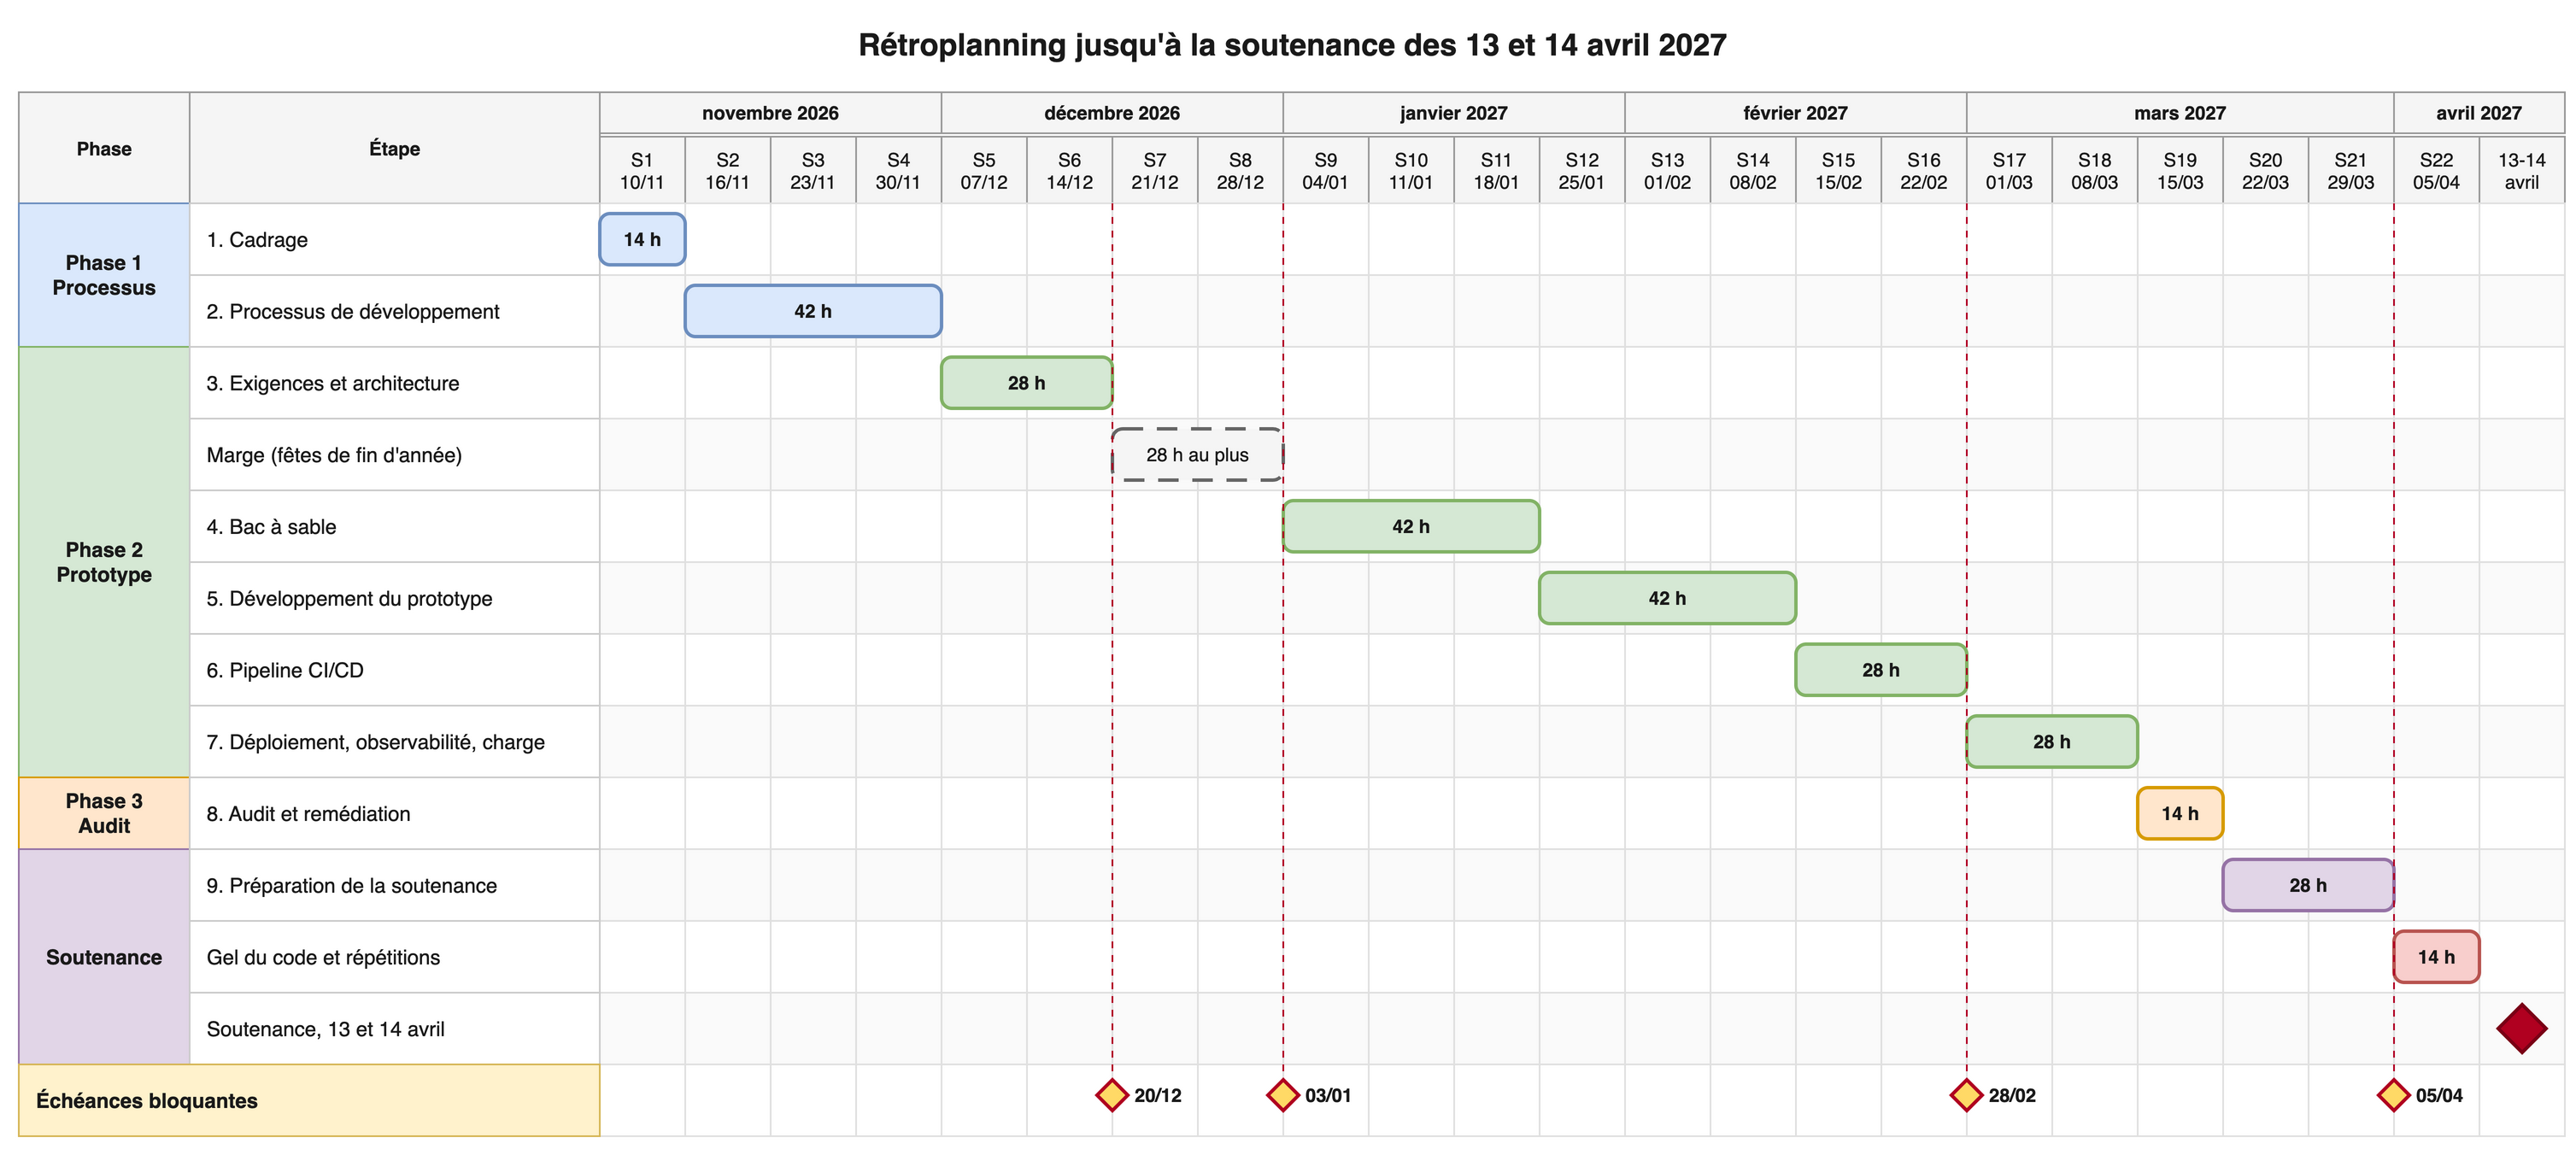 Rétroplanning jusqu'à la soutenance des 13 et 14 avril 2027
Phase
Étape
novembre 2026
décembre 2026
janvier 2027
février 2027
mars 2027
avril 2027
S1
10/11
S2
16/11
S3
23/11
S4
30/11
S5
07/12
S6
14/12
S7
21/12
S8
28/12
S9
04/01
S10
11/01
S11
18/01
S12
25/01
S13
01/02
S14
08/02
S15
15/02
S16
22/02
S17
01/03
S18
08/03
S19
15/03
S20
22/03
S21
29/03
S22
05/04
13-14
avril
Phase 1
Processus
1. Cadrage
14 h
2. Processus de développement
42 h
Phase 2
Prototype
3. Exigences et architecture
28 h
Marge (fêtes de fin d'année)
28 h au plus
4. Bac à sable
42 h
5. Développement du prototype
42 h
6. Pipeline CI/CD
28 h
7. Déploiement, observabilité, charge
28 h
Phase 3
Audit
8. Audit et remédiation
14 h
Soutenance
9. Préparation de la soutenance
28 h
Gel du code et répétitions
14 h
Soutenance, 13 et 14 avril
Échéances bloquantes
20/12
03/01
28/02
05/04